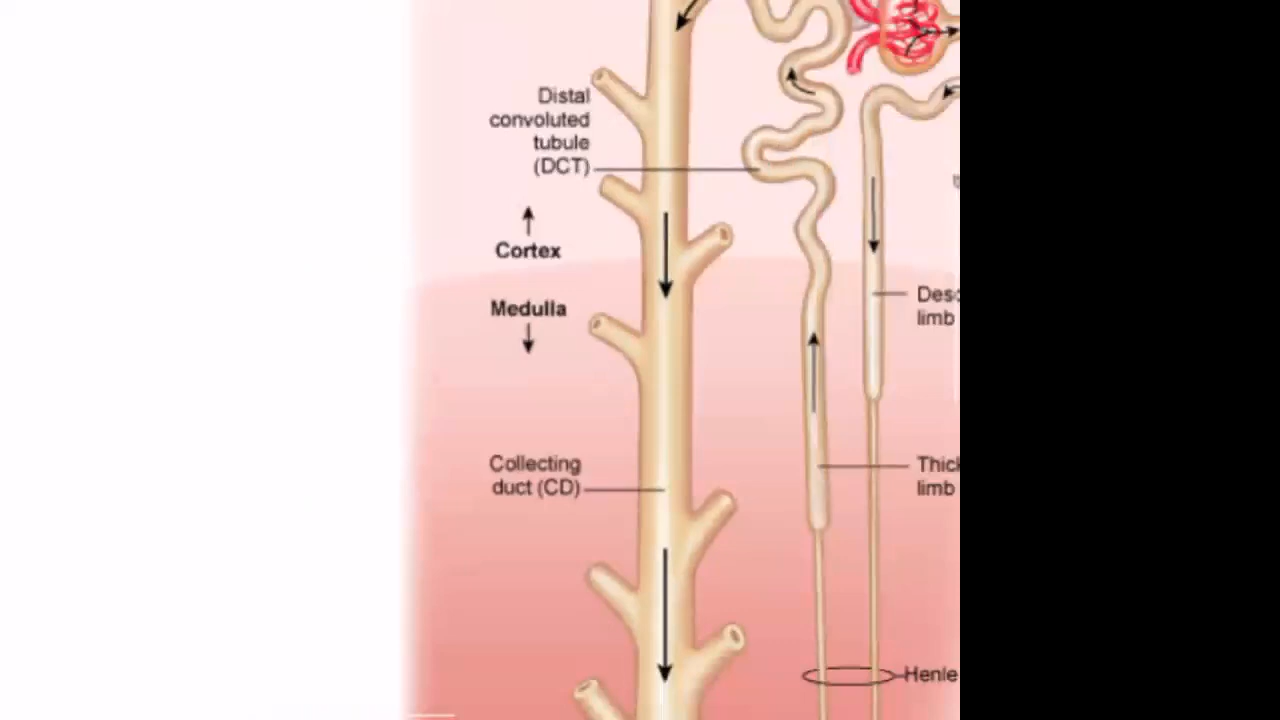 Distal
convoluted
tubule
(DCT)
Cortex
Medulla
Desc
limb
Collecting
duct (CD)
Thick
limb
Henle